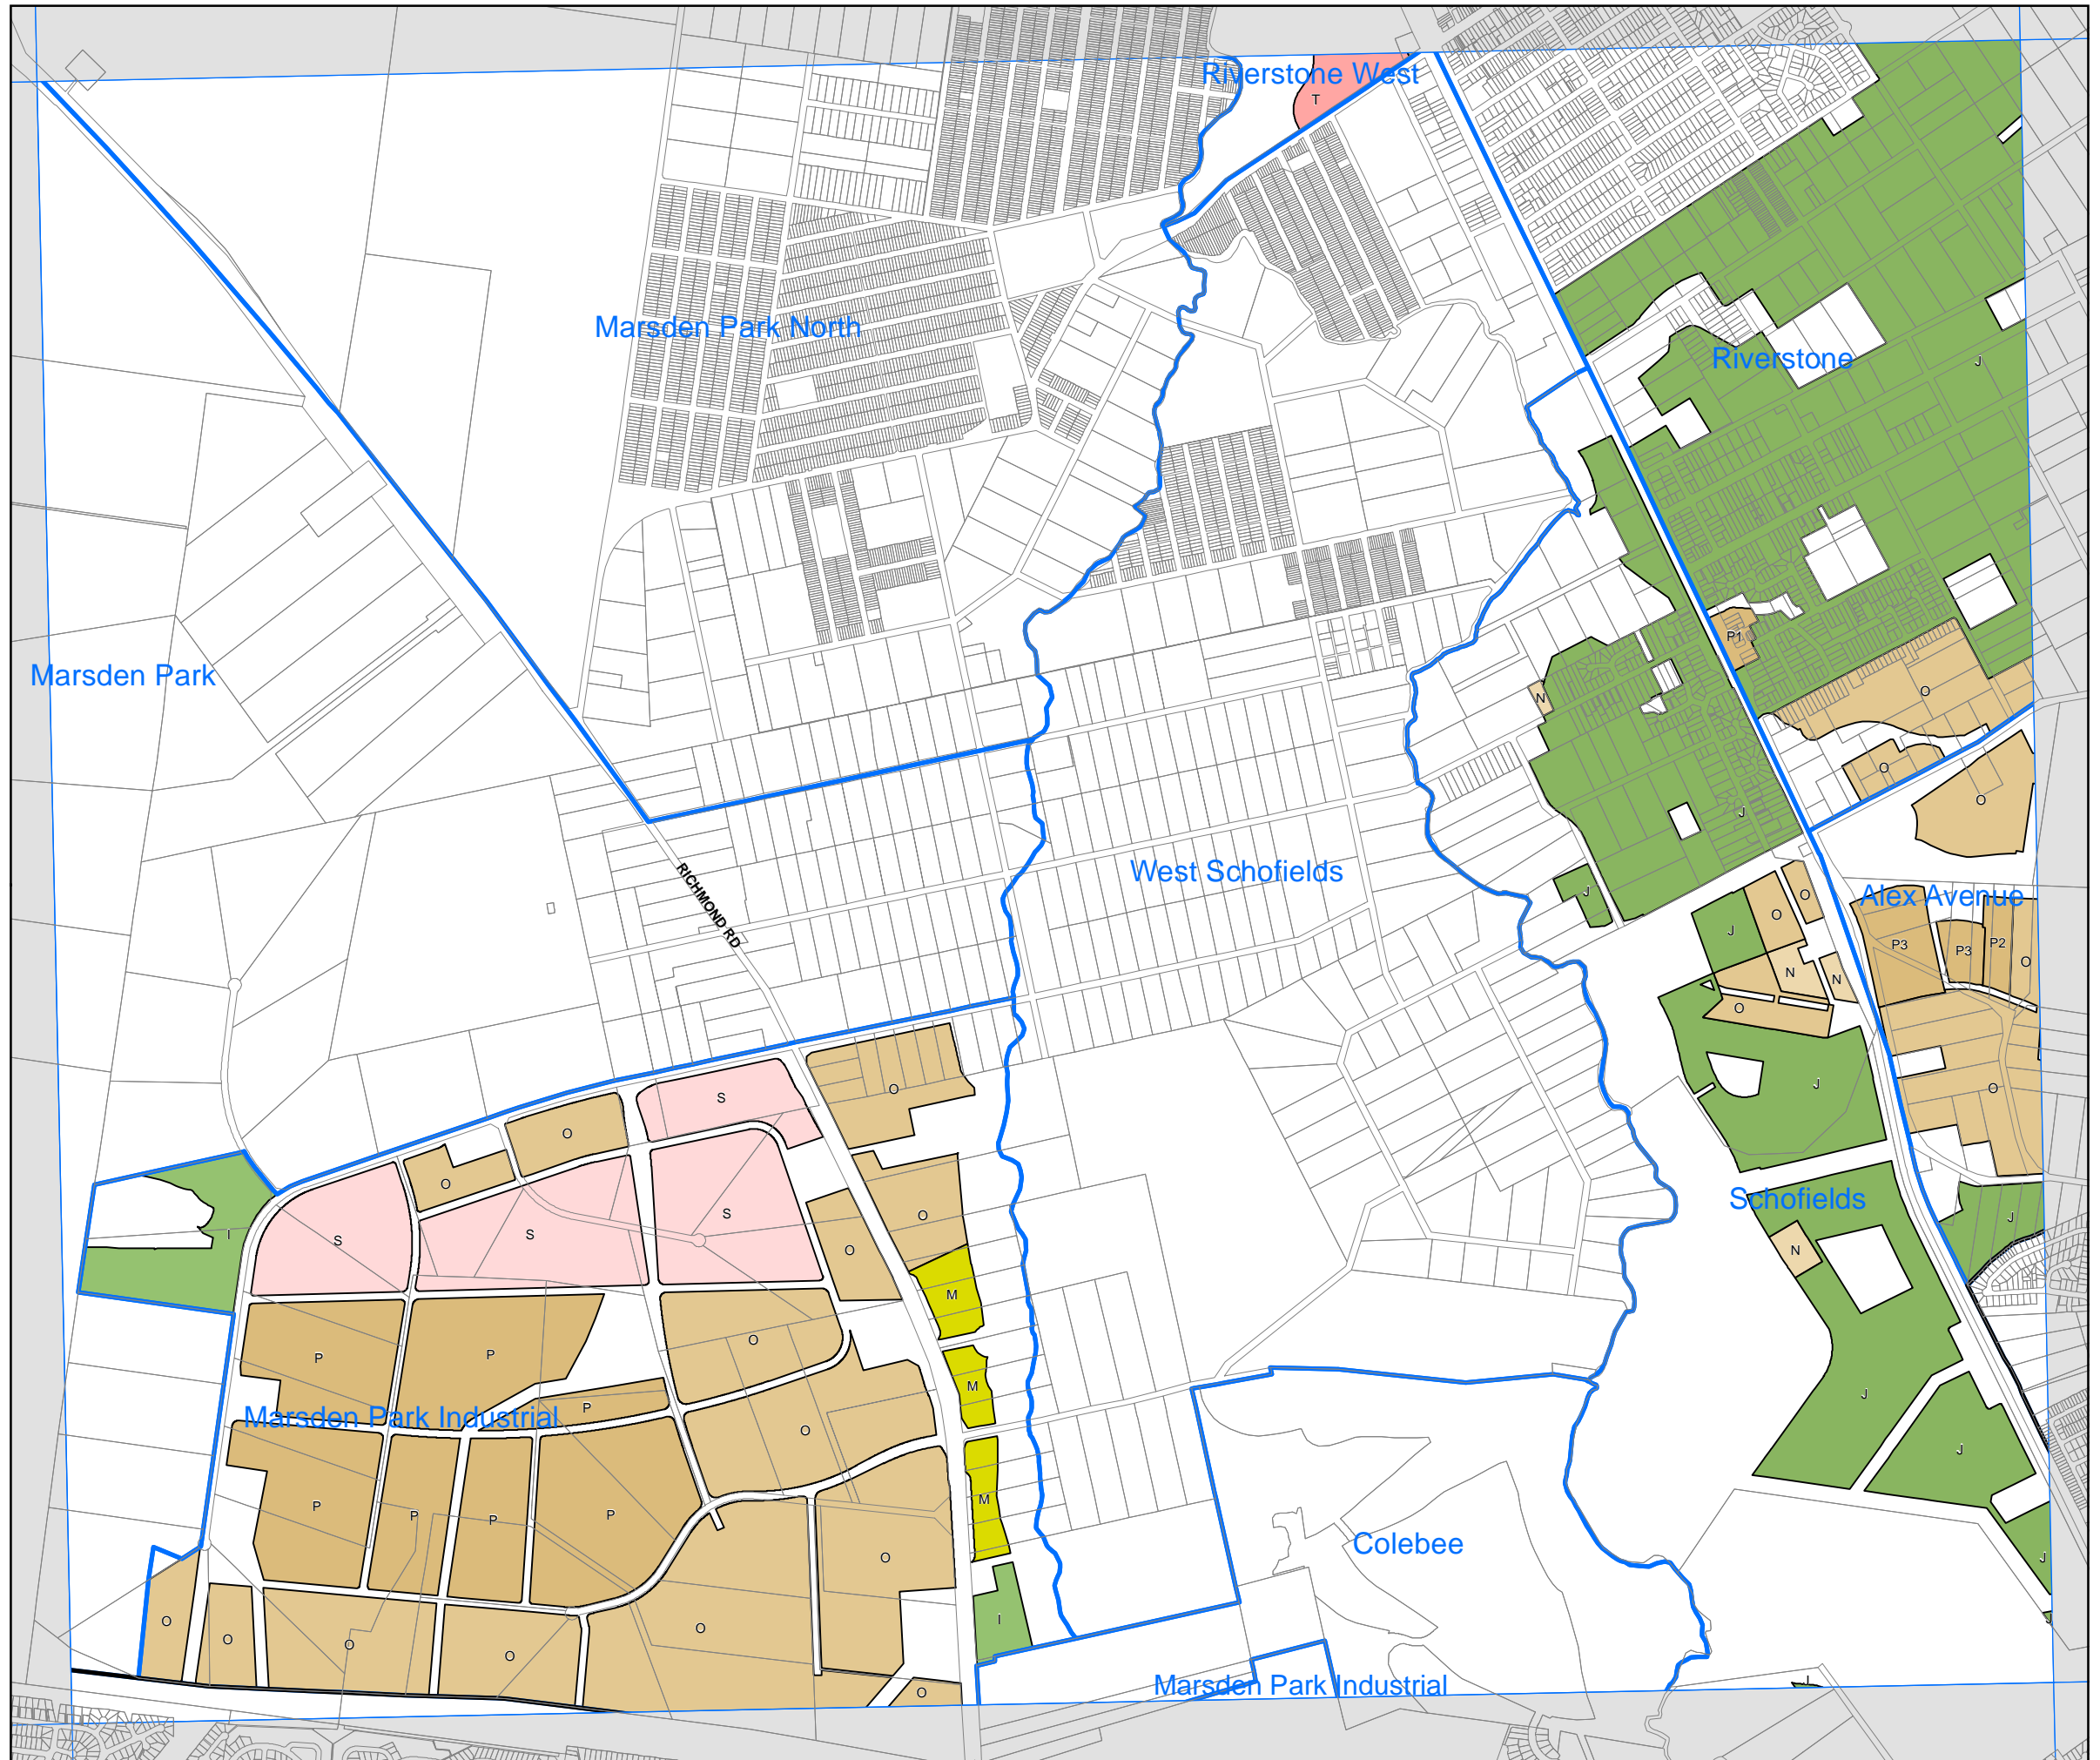 Riverstone West
T
Marsden Park North
Riverstone
J
P1
Marsden Park
N
O
O
O
J
RICHMOND RD
West Schofields
J
O
O
Alex Avenue
J
P3
P3
P2
O
N
N
O
J
O
S
O
O
O
O
S
S
S
O
O
I
Schofields
J
N
M
O
P
P
M
P
J
Marsden Park Industrial
O
J
M
P
P
P
P
O
Colebee
J
I
O
O
O
O
O
J
Marsden Park Industrial
J
O